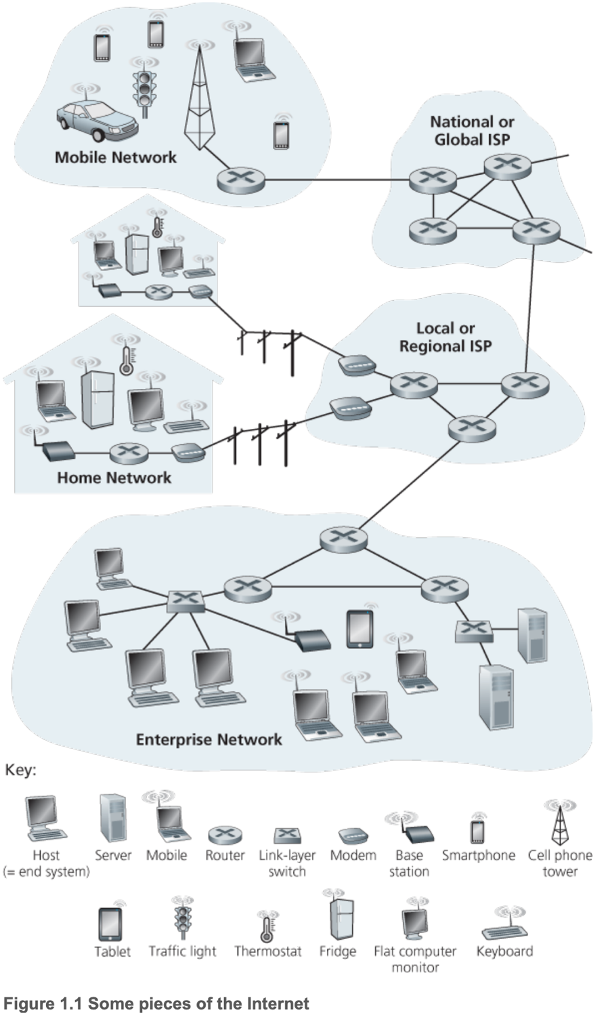 Mobile Network
National or
Global ISP
Local or
Regional ISP
Home Network
Enterprise Network
Key:
Host
(= end system)
Server
Mobile
Router
Link-layer
switch
Modem
Base
station
Smartphone
Cell phone
tower
Tablet
Traffic light
Thermostat
Fridge
Flat computer
monitor
Keyboard
Figure 1.1 Some pieces of the Internet